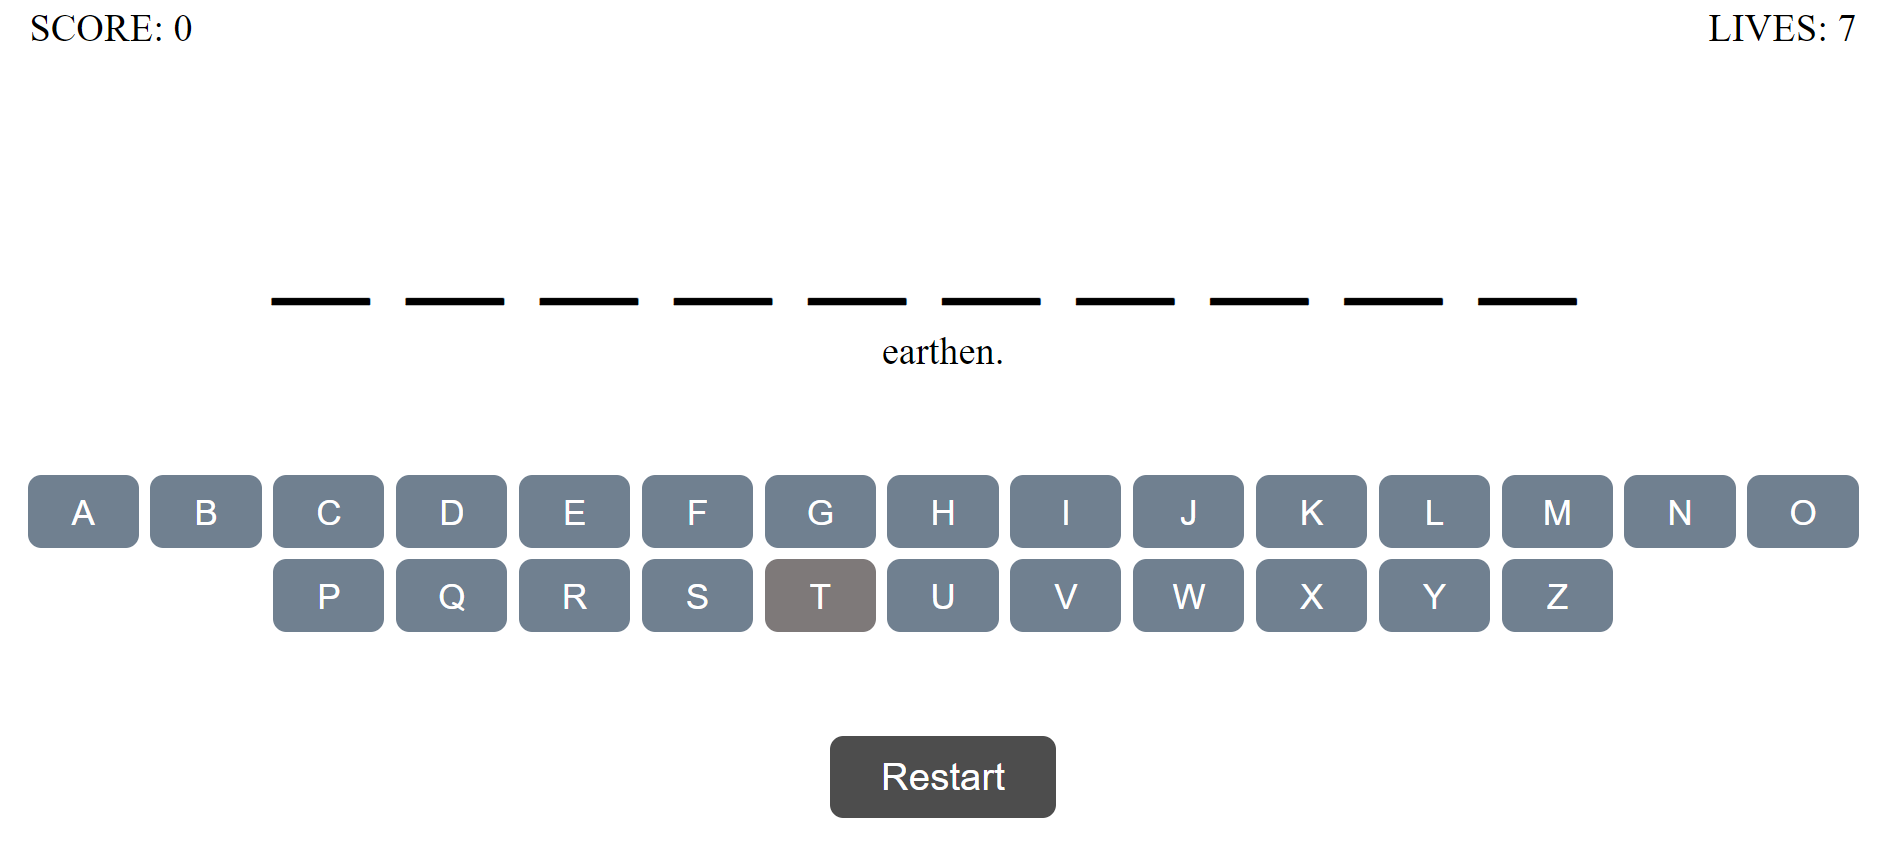 SCORE: 0 LIVES: 7
earthen.
A B C D E F G H I J K L M N O
P Q R S T U V W X Y Z
Restart